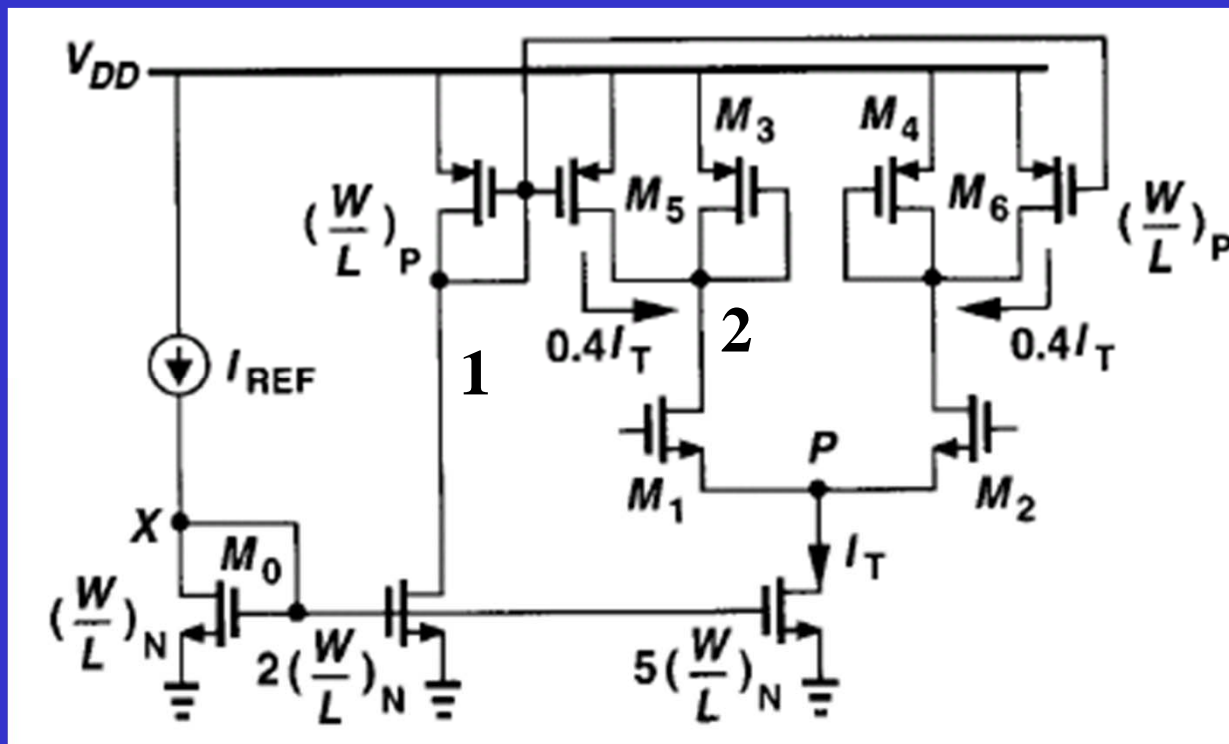 V_DD
M_3
M_4
(W/L)_P
M_5
M_6
(W/L)_P
0.4I_T
2
0.4I_T
I_REF
1
P
M_1
M_2
X
M_0
I_T
(W/L)_N
2(W/L)_N
5(W/L)_N